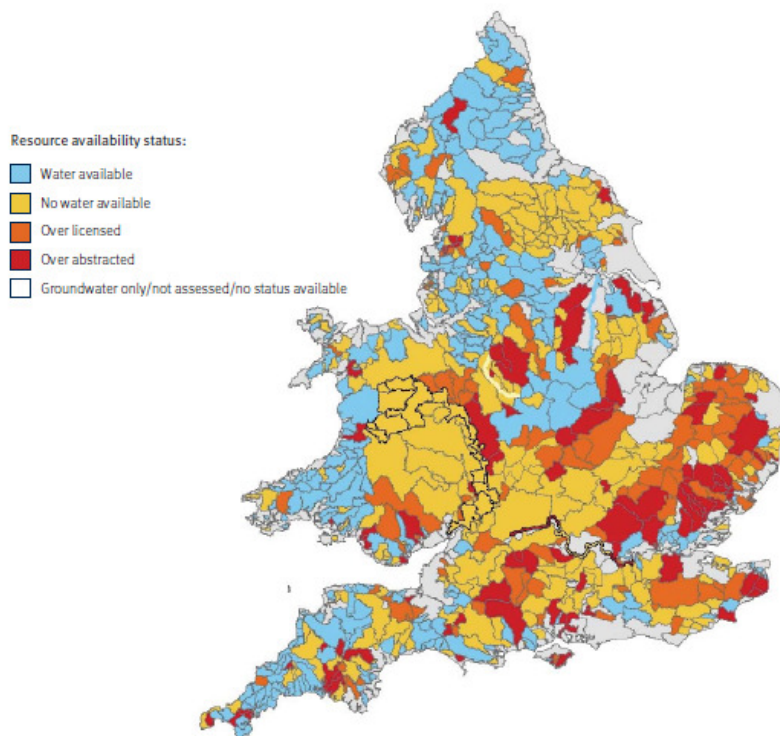 Resource availability status:
Water available
No water available
Over licensed
Over abstracted
Groundwater only/not assessed/no status available